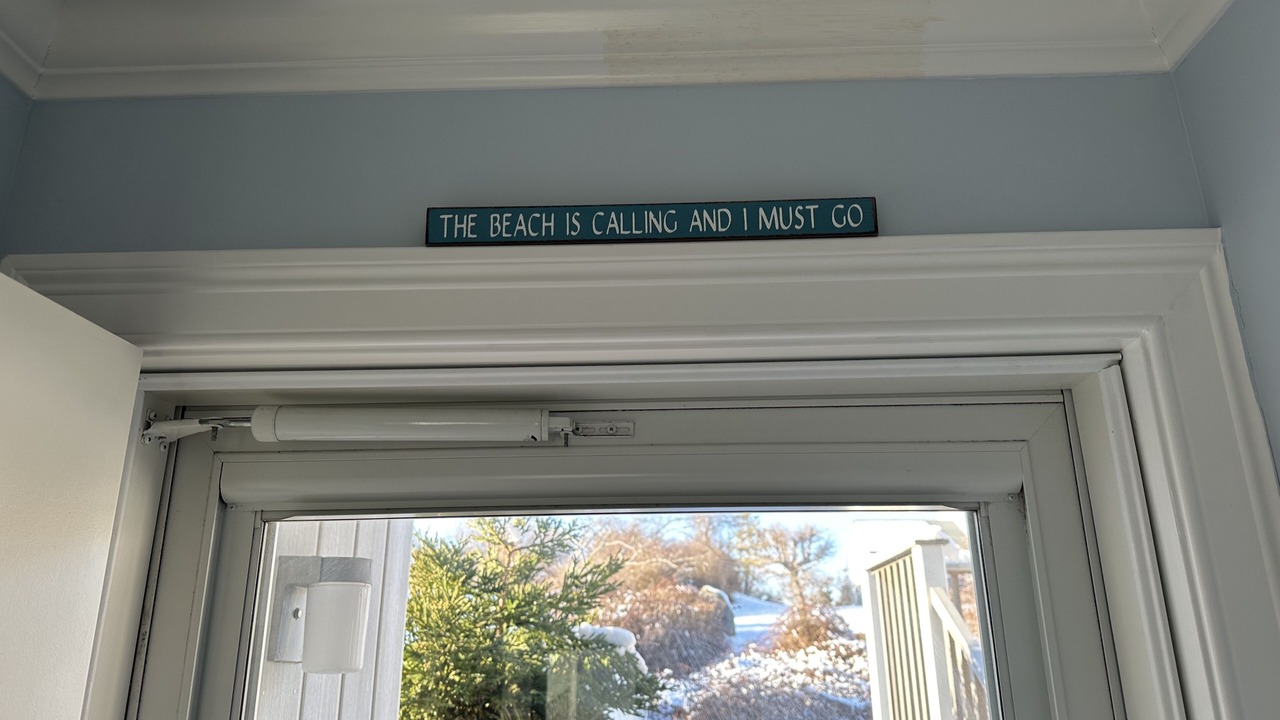 THE BEACH IS CALLING AND I MUST GO